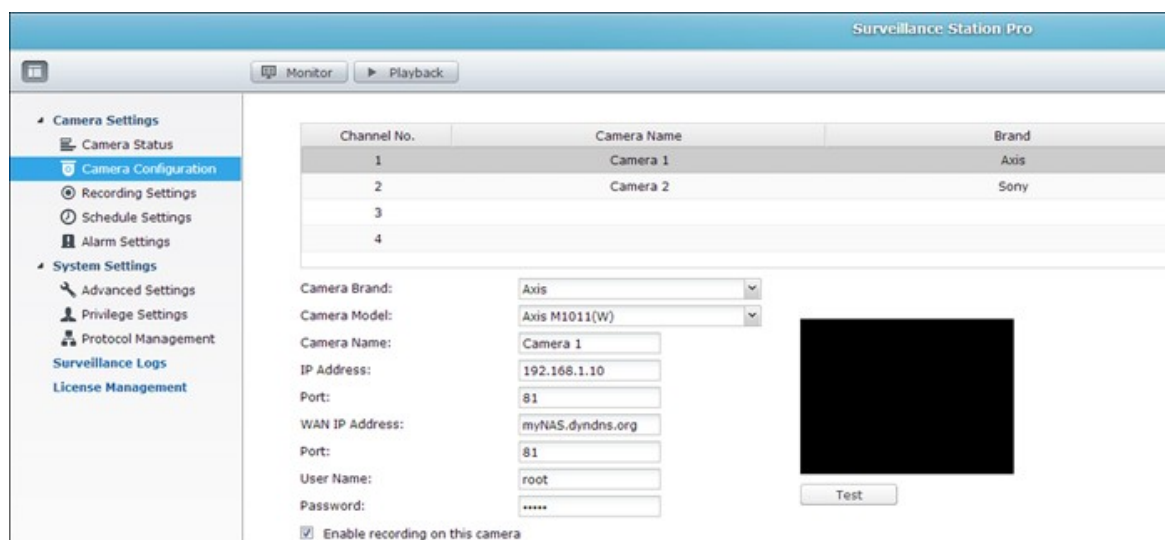 Surveillance Station Pro
Monitor Playback
Camera Settings
Camera Status
Camera Configuration
Recording Settings
Schedule Settings
Alarm Settings
System Settings
Advanced Settings
Privilege Settings
Protocol Management
Surveillance Logs
License Management
Channel No. Camera Name Brand
1 Camera 1 Axis
2 Camera 2 Sony
3
4
Camera Brand: Axis
Camera Model: Axis M1011(W)
Camera Name: Camera 1
IP Address: 192.168.1.10
Port: 81
WAN IP Address: myNAS.dyndns.org
Port: 81
User Name: root
Password: •••••
Test
Enable recording on this camera